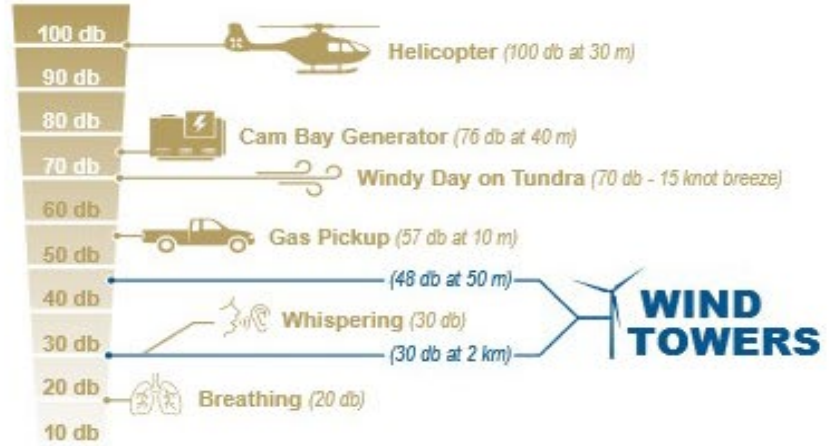 100 db
Helicopter (100 db at 30 m)
90 db
80 db
Cam Bay Generator (76 db at 40 m)
70 db
Windy Day on Tundra (70 db - 15 knot breeze)
60 db
Gas Pickup (57 db at 10 m)
50 db
(48 db at 50 m)
40 db
WIND
TOWERS
Whispering (30 db)
30 db
(30 db at 2 km)
20 db
Breathing (20 db)
10 db